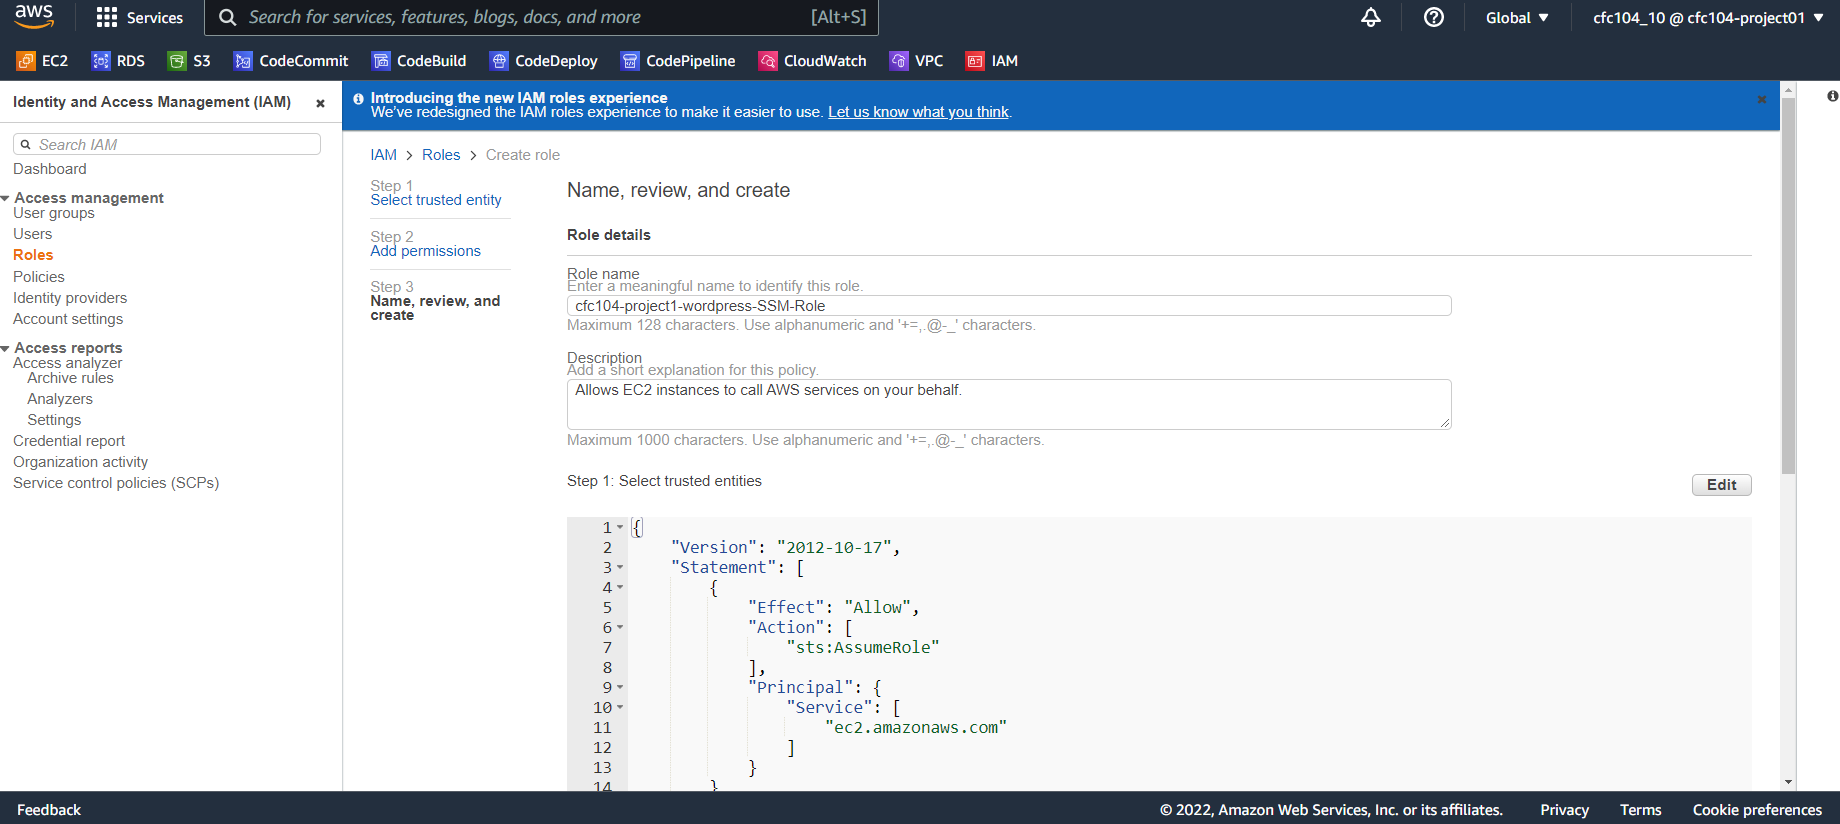 aws
Services
Search for services, features, blogs, docs, and more
[Alt+S]
Global
cfc104_10 @ cfc104-project01
EC2
RDS
S3
CodeCommit
CodeBuild
CodeDeploy
CodePipeline
CloudWatch
VPC
IAM
Identity and Access Management (IAM)
Search IAM
Dashboard
Access management
User groups
Users
Roles
Policies
Identity providers
Account settings
Access reports
Access analyzer
Archive rules
Analyzers
Settings
Credential report
Organization activity
Service control policies (SCPs)
Introducing the new IAM roles experience
We've redesigned the IAM roles experience to make it easier to use. Let us know what you think.
IAM > Roles > Create role
Step 1
Select trusted entity
Step 2
Add permissions
Step 3
Name, review, and
create
Name, review, and create
Role details
Role name
Enter a meaningful name to identify this role.
cfc104-project1-wordpress-SSM-Role
Maximum 128 characters. Use alphanumeric and '+=,.@-_' characters.
Description
Add a short explanation for this policy.
Allows EC2 instances to call AWS services on your behalf.
Maximum 1000 characters. Use alphanumeric and '+=,.@-_' characters.
Step 1: Select trusted entities
Edit
1 {
2 "Version": "2012-10-17",
3 "Statement": [
4 {
5 "Effect": "Allow",
6 "Action": [
7 "sts:AssumeRole"
8 ],
9 "Principal": {
10 "Service": [
11 "ec2.amazonaws.com"
12 ]
13 }
14 }
Feedback
© 2022, Amazon Web Services, Inc. or its affiliates.
Privacy
Terms
Cookie preferences